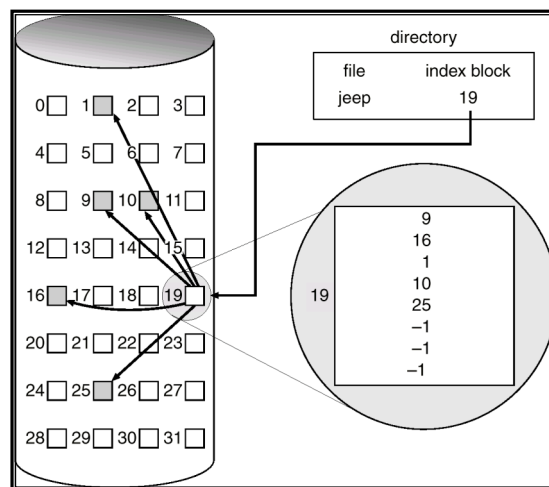 directory
file index block
jeep 19
0 1 2 3
4 5 6 7
8 9 10 11
12 13 14 15
16 17 18 19
20 21 22 23
24 25 26 27
28 29 30 31
19
9
16
1
10
25
–1
–1
–1